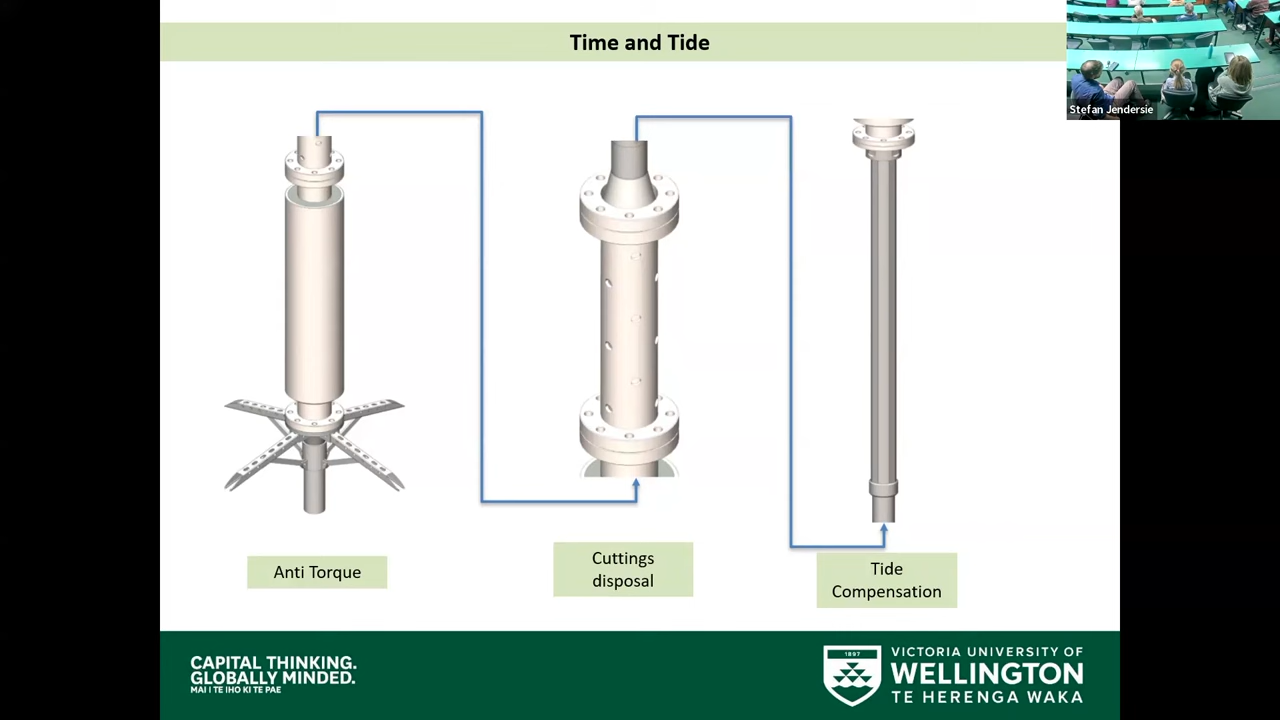 Time and Tide
Stefan Jendersie
Anti Torque
Cuttings
disposal
Tide
Compensation
CAPITAL THINKING.
GLOBALLY MINDED.
MAI I TE IHO KI TE PAE
1897
VICTORIA UNIVERSITY OF
WELLINGTON
TE HERENGA WAKA